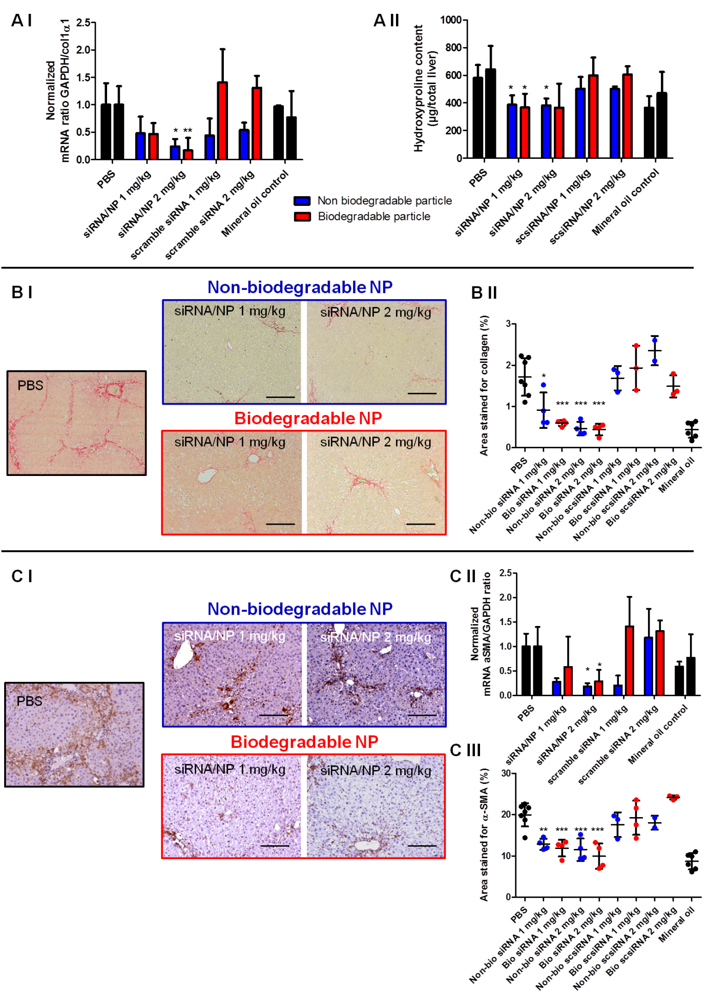 A I
Normalized
mRNA ratio GAPDH/col1α1
2.5
2.0
1.5
1.0
0.5
0.0
*
**
PBS
siRNA/NP 1 mg/kg
siRNA/NP 2 mg/kg
scramble siRNA 1 mg/kg
scramble siRNA 2 mg/kg
Mineral oil control
A II
Hydroxyproline content
(µg/total liver)
1000
800
600
400
200
0
*
*
*
PBS
siRNA/NP 1 mg/kg
siRNA/NP 2 mg/kg
scsiRNA/NP 1 mg/kg
scsiRNA/NP 2 mg/kg
Mineral oil control
Non biodegradable particle
Biodegradable particle
B I
PBS
Non-biodegradable NP
siRNA/NP 1 mg/kg
siRNA/NP 2 mg/kg
Biodegradable NP
siRNA/NP 1 mg/kg
siRNA/NP 2 mg/kg
B II
Area stained for collagen (%)
3
2
1
0
*
***
***
***
PBS
Non-bio siRNA 1 mg/kg
Bio siRNA 1 mg/kg
Non-bio siRNA 2 mg/kg
Bio siRNA 2 mg/kg
Non-bio scsiRNA 1 mg/kg
Bio scsiRNA 1 mg/kg
Non-bio scsiRNA 2 mg/kg
Bio scsiRNA 2 mg/kg
Mineral oil
C I
PBS
Non-biodegradable NP
siRNA/NP 1 mg/kg
siRNA/NP 2 mg/kg
Biodegradable NP
siRNA/NP 1 mg/kg
siRNA/NP 2 mg/kg
C II
Normalized
mRNA aSMA/GAPDH ratio
2.5
2.0
1.5
1.0
0.5
0.0
*
*
PBS
siRNA/NP 1 mg/kg
siRNA/NP 2 mg/kg
scramble siRNA 1 mg/kg
scramble siRNA 2 mg/kg
Mineral oil control
C III
Area stained for α-SMA (%)
30
20
10
0
**
***
***
***
PBS
Non-bio siRNA 1 mg/kg
Bio siRNA 1 mg/kg
Non-bio siRNA 2 mg/kg
Bio siRNA 2 mg/kg
Non-bio scsiRNA 1 mg/kg
Bio scsiRNA 1 mg/kg
Non-bio scsiRNA 2 mg/kg
Bio scsiRNA 2 mg/kg
Mineral oil